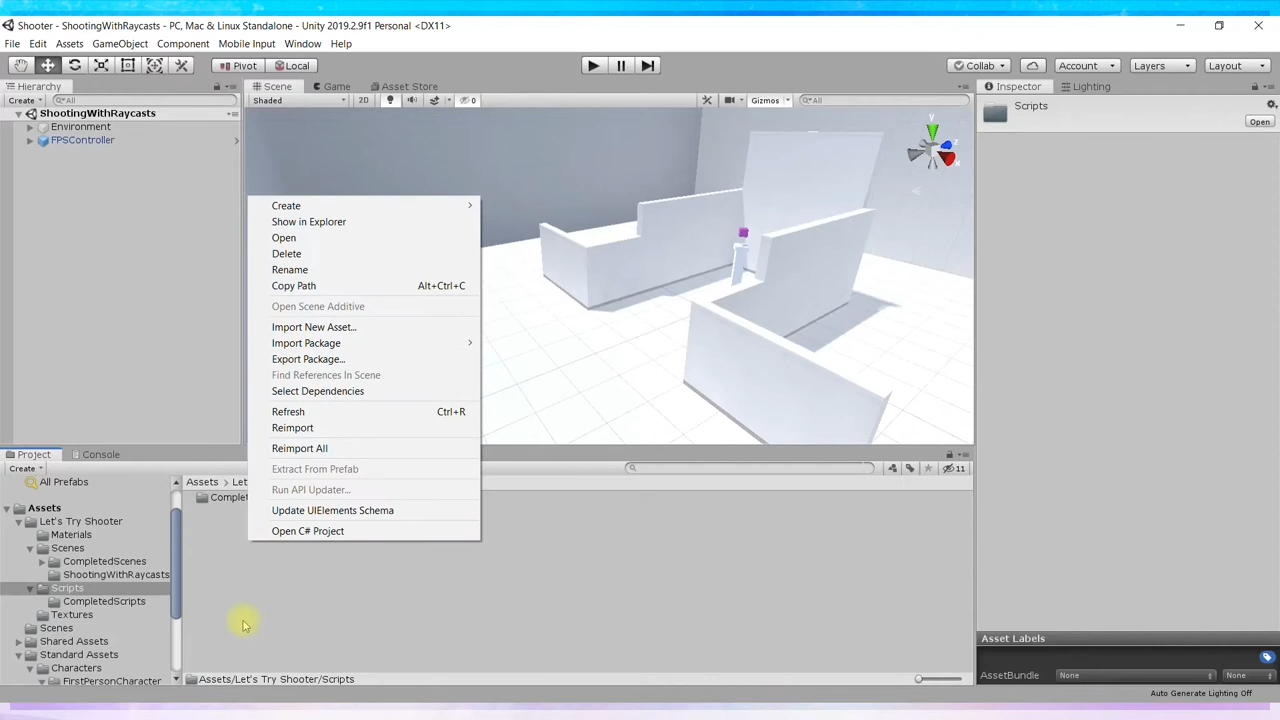 Shooter - ShootingWithRaycasts - PC, Mac & Linux Standalone - Unity 2019.2.9f1 Personal <DX11>
File Edit Assets GameObject Component Mobile Input Window Help
Pivot Local Collab Account Layers Layout
Hierarchy
Create All
ShootingWithRaycasts
Environment
FPSController
Scene Game Asset Store
Shaded 2D 0 Gizmos All
y
z
x
Inspector Lighting
Scripts
Open
Create
Show in Explorer
Open
Delete
Rename
Copy Path Alt+Ctrl+C
Open Scene Additive
Import New Asset...
Import Package
Export Package...
Find References In Scene
Select Dependencies
Refresh Ctrl+R
Reimport
Reimport All
Extract From Prefab
Run API Updater...
Update UIElements Schema
Open C# Project
Project Console
Create 11
All Prefabs
Assets
Let's Try Shooter
Materials
Scenes
CompletedScenes
ShootingWithRaycasts
Scripts
CompletedScripts
Textures
Scenes
Shared Assets
Standard Assets
Characters
FirstPersonCharacter
Assets > Let
Complet
Assets/Let's Try Shooter/Scripts
Asset Labels
AssetBundle None None
Auto Generate Lighting Off